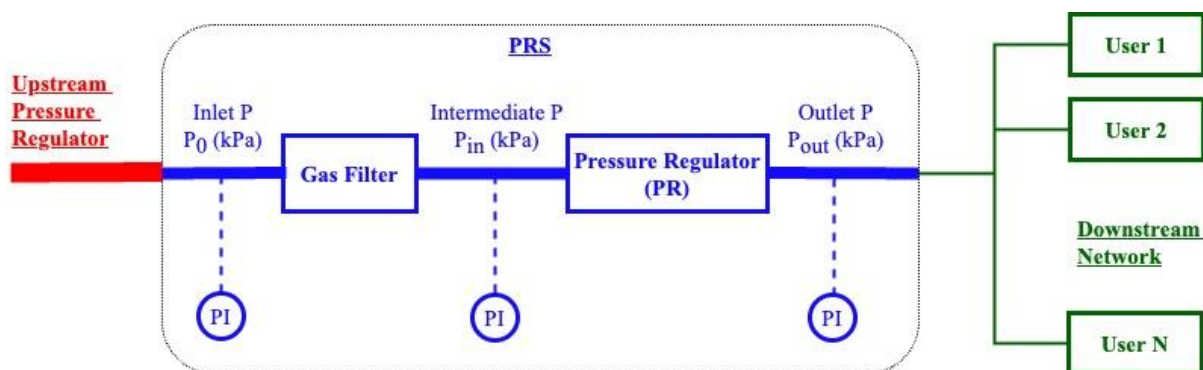 PRS
Upstream
Pressure
Regulator
Inlet P
P0 (kPa)
Gas Filter
Intermediate P
Pin (kPa)
Pressure Regulator
(PR)
Outlet P
Pout (kPa)
PI
PI
PI
User 1
User 2
Downstream
Network
User N